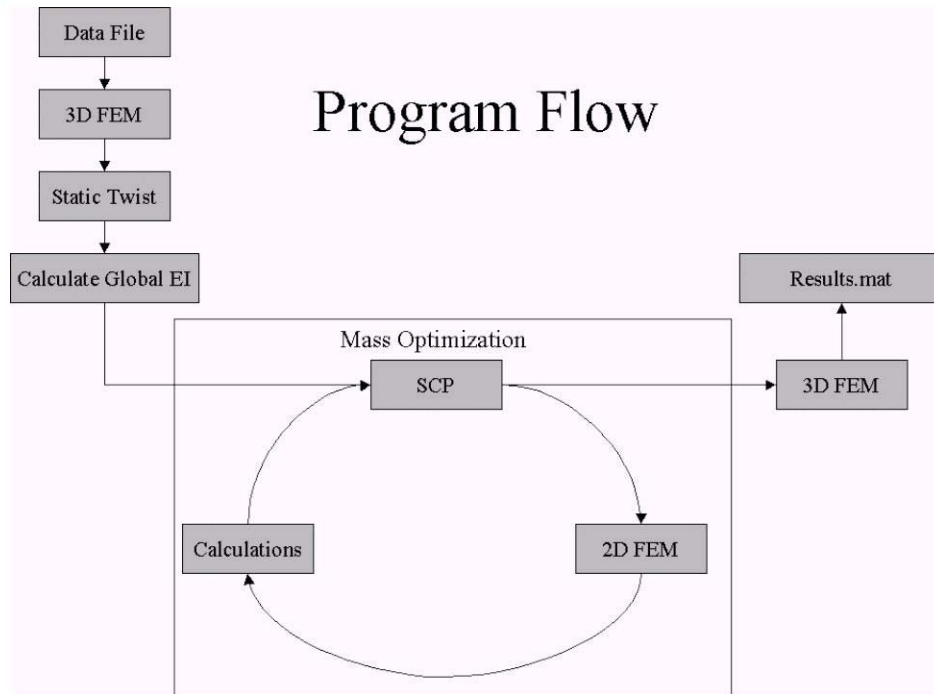 Data File
Program Flow
3D FEM
Static Twist
Calculate Global EI
Results.mat
Mass Optimization
SCP
3D FEM
Calculations
2D FEM